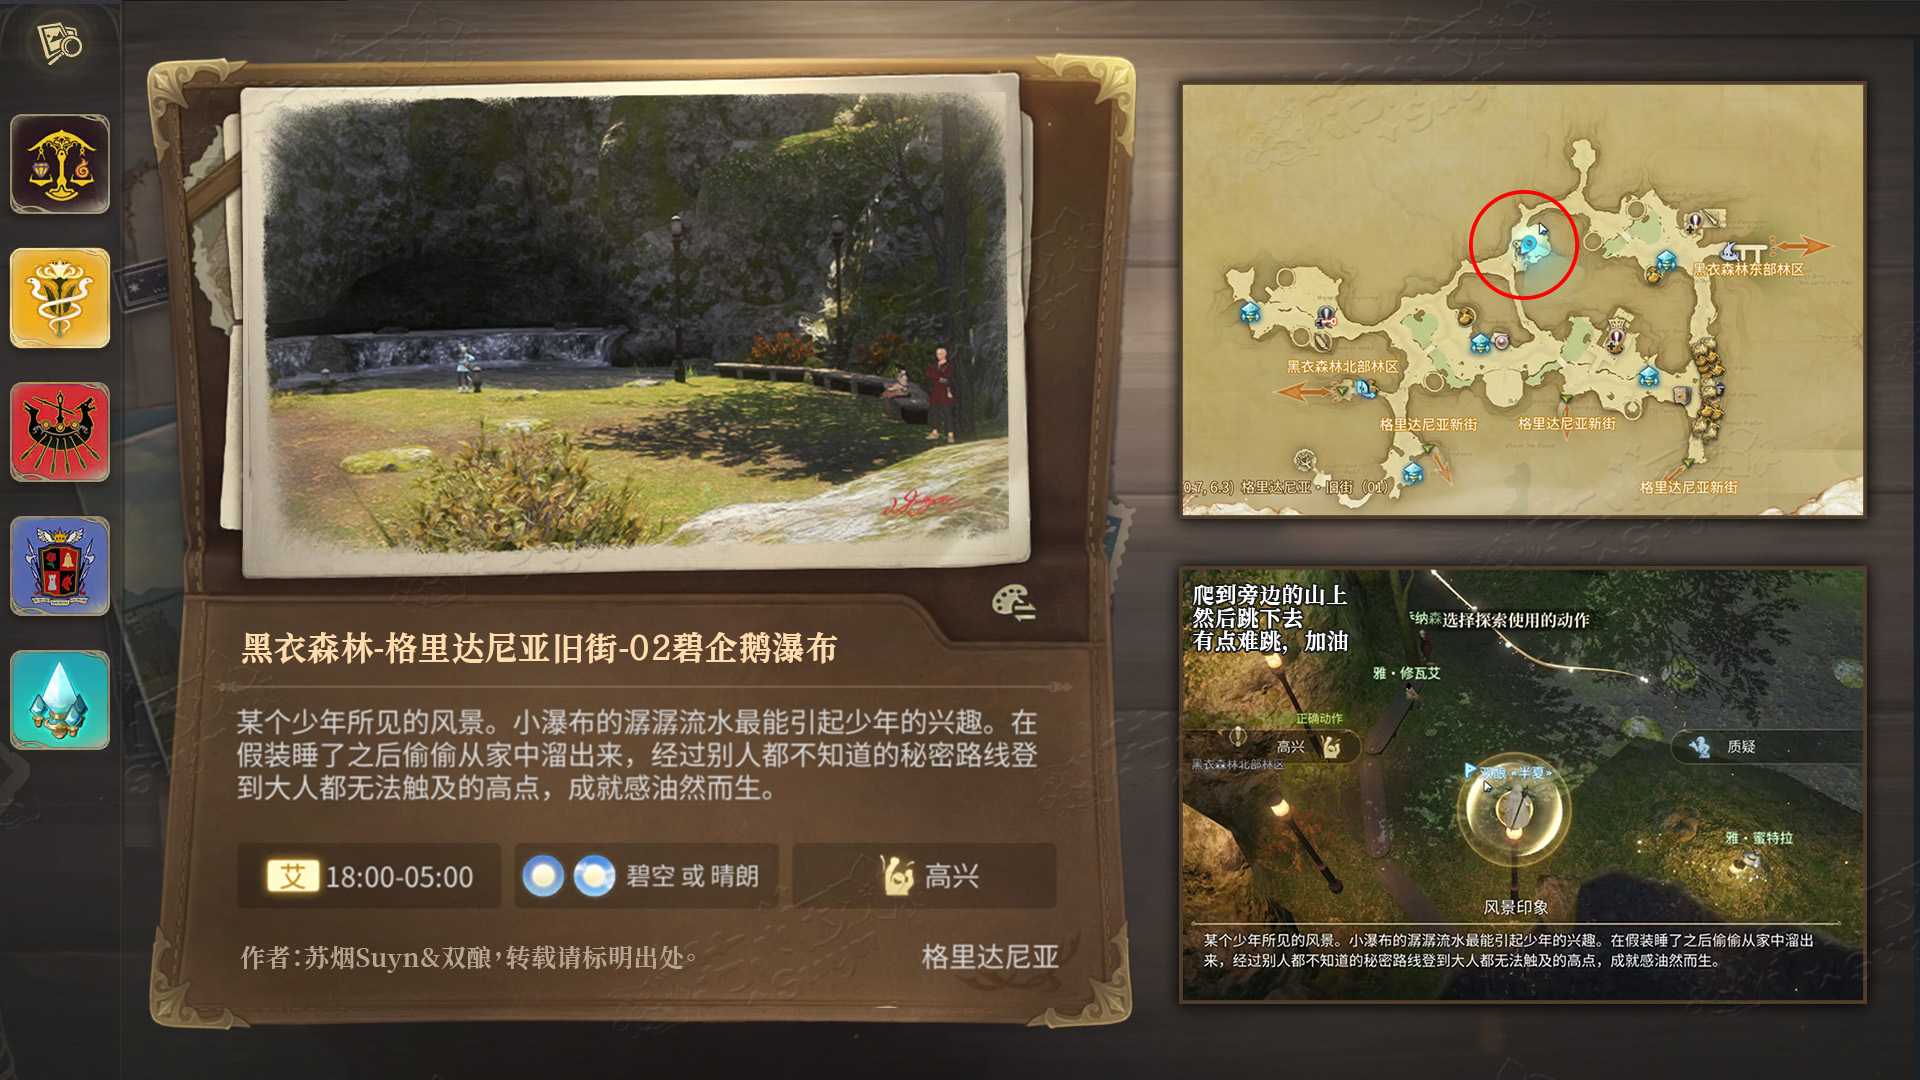 黑衣森林-格里达尼亚旧街-02碧企鹅瀑布
某个少年所见的风景。小瀑布的潺潺流水最能引起少年的兴趣。在
假装睡了之后偷偷从家中溜出来，经过别人都不知道的秘密路线登
到大人都无法触及的高点，成就感油然而生。
艾 18:00-05:00
碧空 或 晴朗
高兴
作者：苏烟Suyn&双酿，转载请标明出处。
格里达尼亚
黑衣森林东部林区
黑衣森林北部林区
格里达尼亚新街
格里达尼亚新街
格里达尼亚新街
0.7, 6.3) 格里达尼亚·旧街 (01)
爬到旁边的山上
然后跳下去
有点难跳，加油
选择探索使用的动作
雅·修瓦艾
正确动作
高兴
质疑
黑衣森林北部林区
双酿 «半夏»
雅·蜜特拉
风景印象
某个少年所见的风景。小瀑布的潺潺流水最能引起少年的兴趣。在假装睡了之后偷偷从家中溜出
来，经过别人都不知道的秘密路线登到大人都无法触及的高点，成就感油然而生。